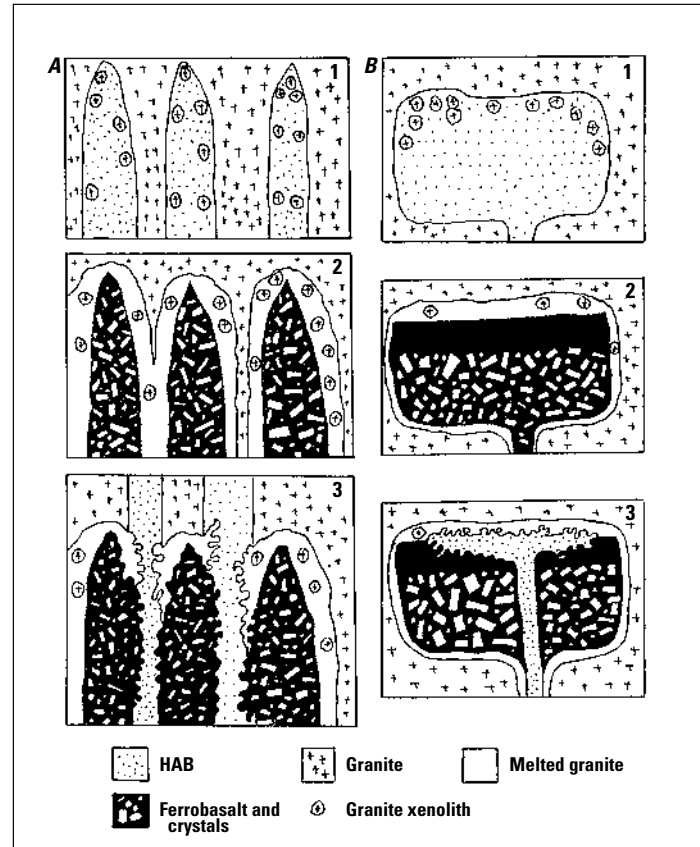 A
1
2
3
B
1
2
3
HAB
Granite
Melted granite
Ferrobasalt and
crystals
Granite xenolith